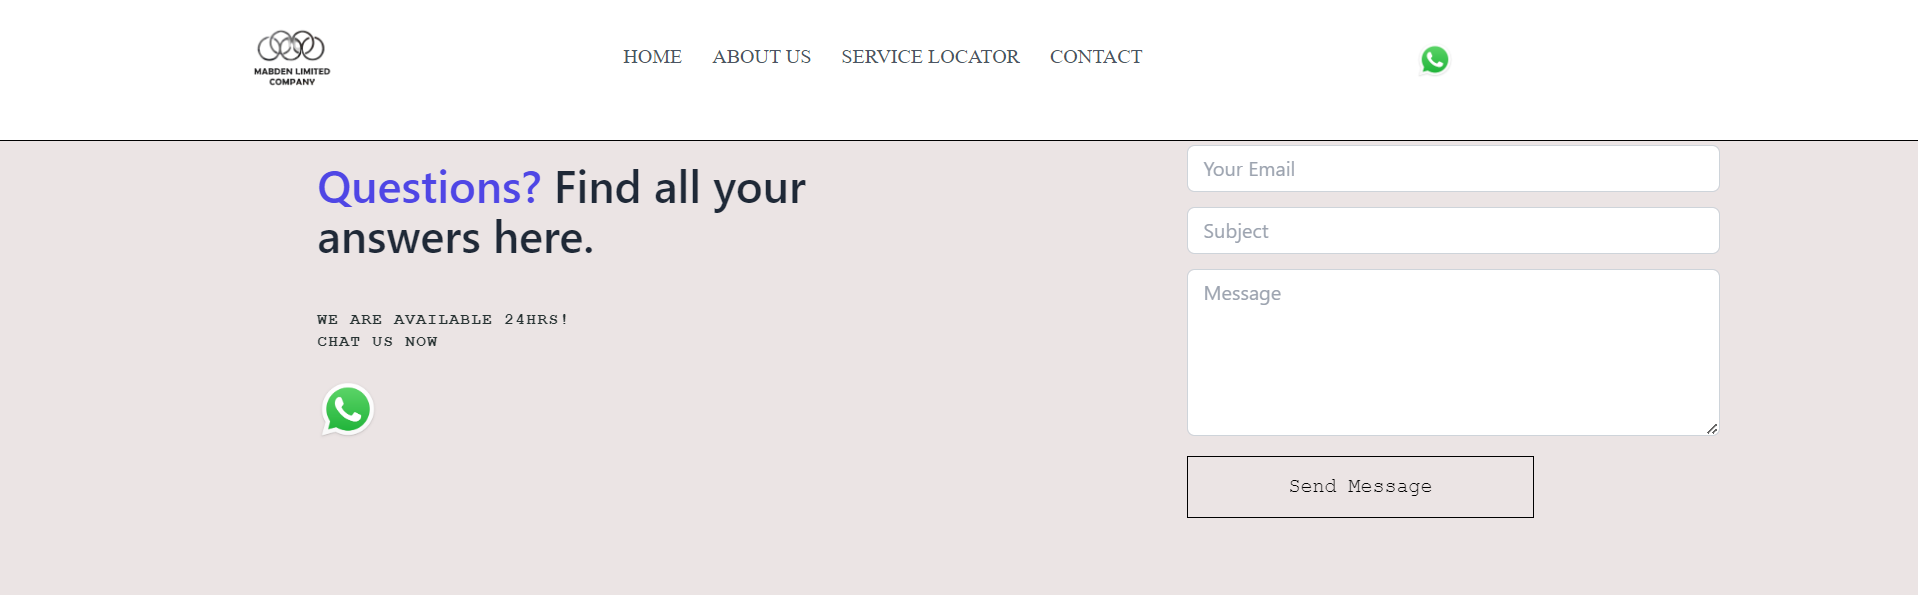 MABDEN LIMITED
COMPANY
HOME ABOUT US SERVICE LOCATOR CONTACT
Questions? Find all your
answers here.
WE ARE AVAILABLE 24HRS!
CHAT US NOW
Your Email
Subject
Message
Send Message